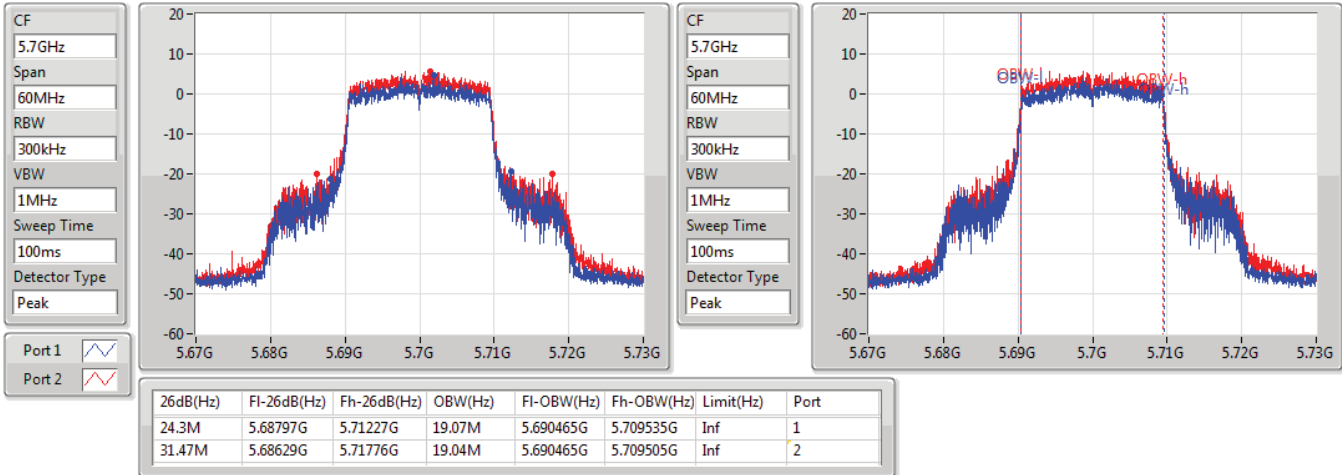 CF
5.7GHz
Span
60MHz
RBW
300kHz
VBW
1MHz
Sweep Time
100ms
Detector Type
Peak
Port 1
Port 2
20
10
0
-10
-20
-30
-40
-50
-60
5.67G 5.68G 5.69G 5.7G 5.71G 5.72G 5.73G
CF
5.7GHz
Span
60MHz
RBW
300kHz
VBW
1MHz
Sweep Time
100ms
Detector Type
Peak
20
10
0
-10
-20
-30
-40
-50
-60
OBW-l
OBW-l
OBW-h
OBW-h
5.67G 5.68G 5.69G 5.7G 5.71G 5.72G 5.73G
26dB(Hz) Fl-26dB(Hz) Fh-26dB(Hz) OBW(Hz) Fl-OBW(Hz) Fh-OBW(Hz) Limit(Hz) Port
24.3M 5.68797G 5.71227G 19.07M 5.690465G 5.709535G Inf 1
31.47M 5.68629G 5.71776G 19.04M 5.690465G 5.709505G Inf 2